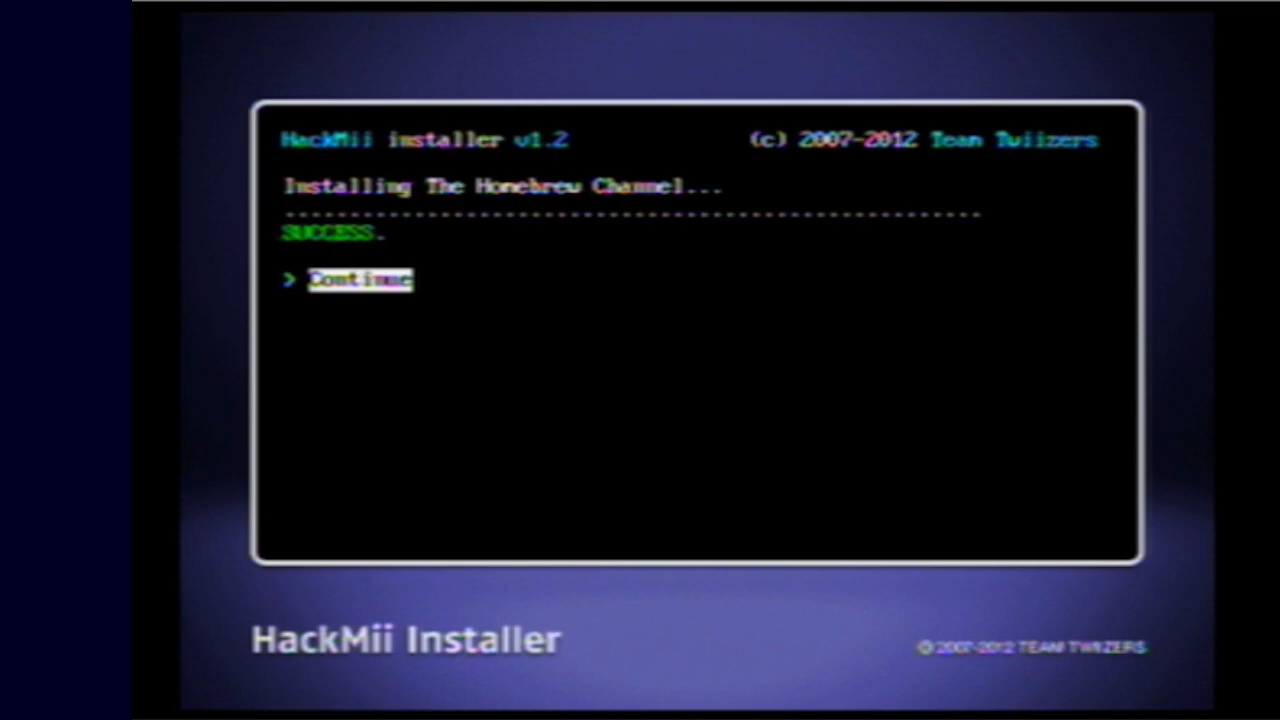 HackMii installer v1.2 (c) 2007-2012 Team Twiizers
Installing The Homebrew Channel...
------------------------------------------------------
SUCCESS.
> Continue
HackMii Installer
© 2007-2012 TEAM TWIIZERS